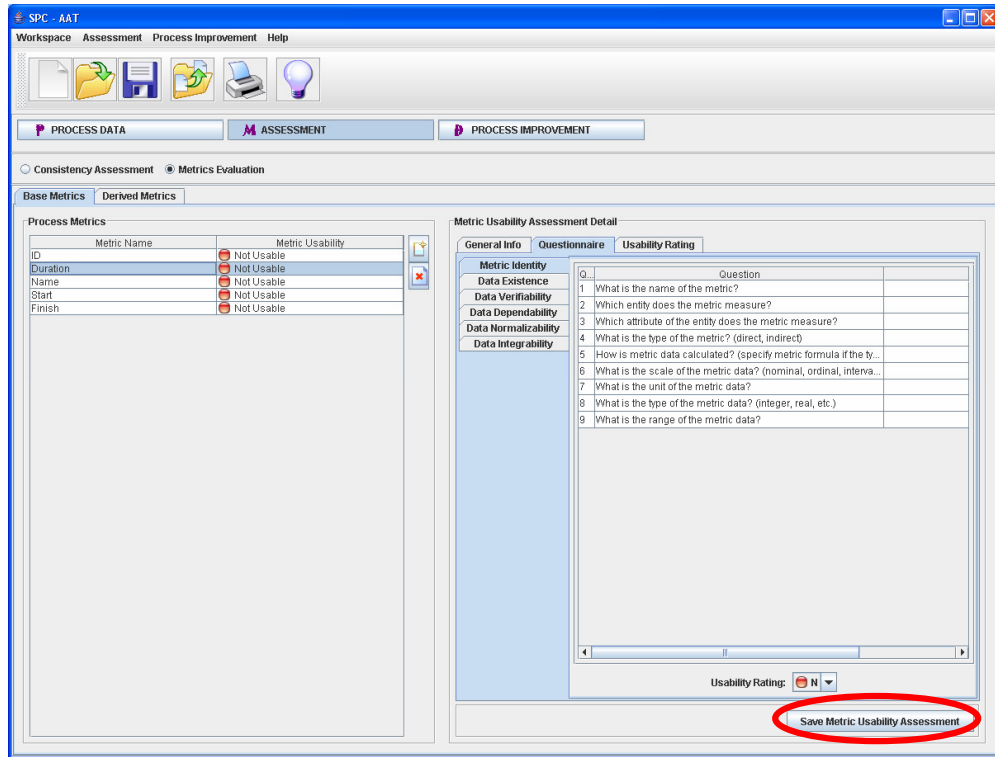 SPC - AAT
Workspace Assessment Process Improvement Help
P PROCESS DATA M ASSESSMENT D PROCESS IMPROVEMENT
Consistency Assessment Metrics Evaluation
Base Metrics Derived Metrics
Process Metrics
Metric Name Metric Usability
ID Not Usable
Duration Not Usable
Name Not Usable
Start Not Usable
Finish Not Usable
Metric Usability Assessment Detail
General Info Questionnaire Usability Rating
Metric Identity
Data Existence
Data Verifiability
Data Dependability
Data Normalizability
Data Integrability
Q... Question
1 What is the name of the metric?
2 Which entity does the metric measure?
3 Which attribute of the entity does the metric measure?
4 What is the type of the metric? (direct, indirect)
5 How is metric data calculated? (specify metric formula if the ty...
6 What is the scale of the metric data? (nominal, ordinal, interva...
7 What is the unit of the metric data?
8 What is the type of the metric data? (integer, real, etc.)
9 What is the range of the metric data?
Usability Rating: N
Save Metric Usability Assessment